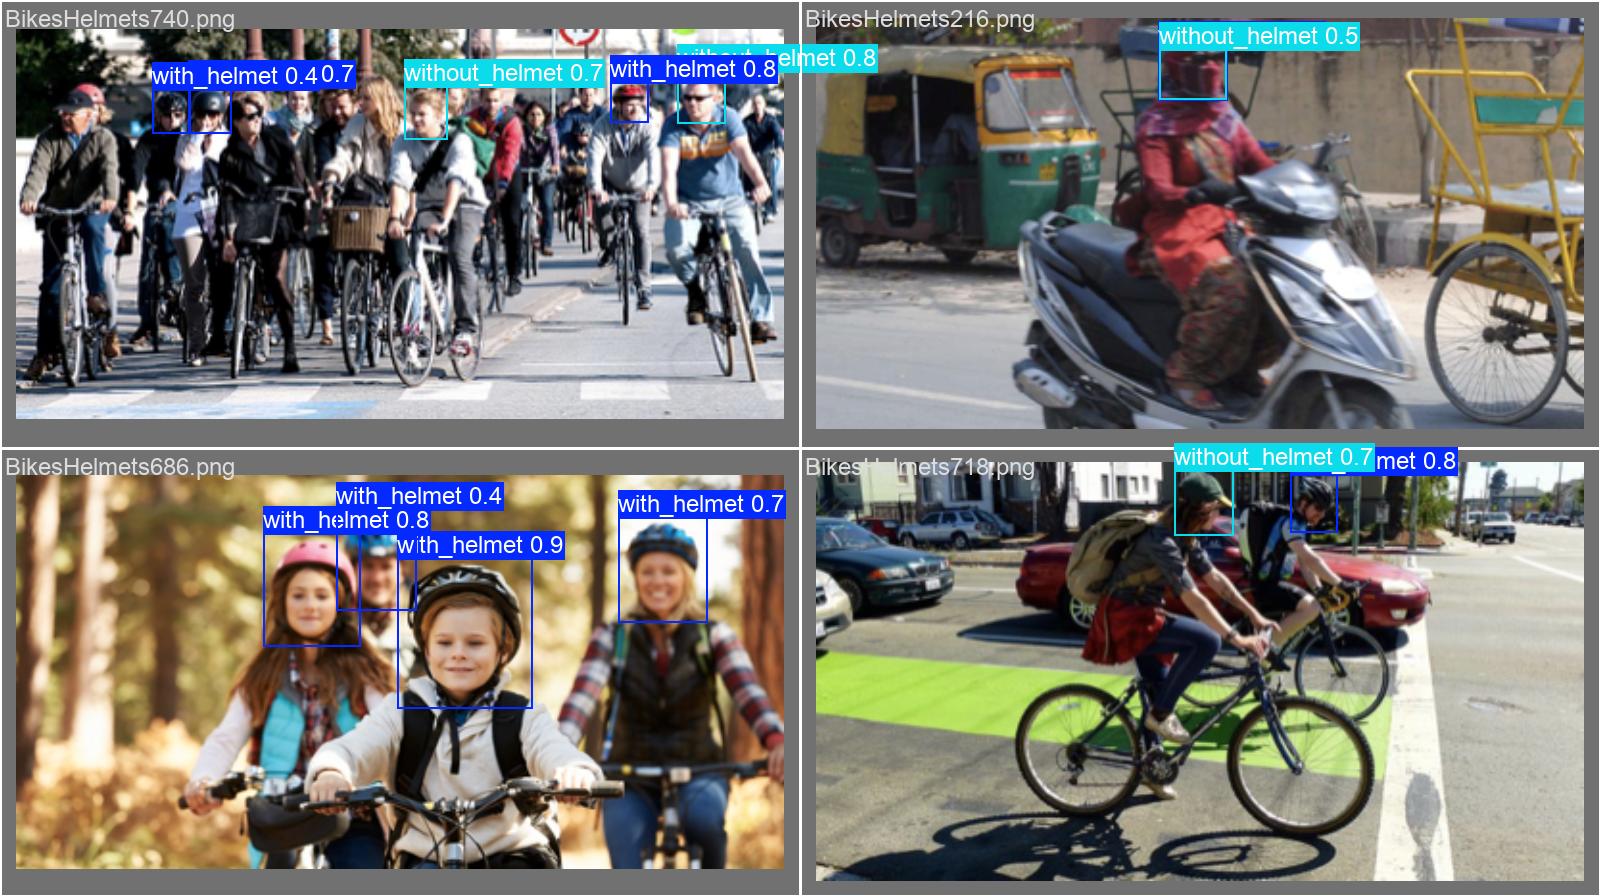 BikesHelmets740.png
with_helmet 0.4
0.7
without_helmet 0.7
with_helmet 0.8
without_helmet 0.8
BikesHelmets216.png
without_helmet 0.5
BikesHelmets686.png
with_helmet 0.4
with_helmet 0.8
with_helmet 0.9
with_helmet 0.7
BikesHelmets718.png
without_helmet 0.7
met 0.8